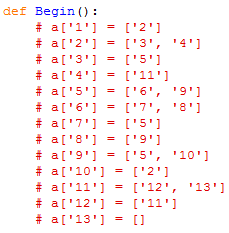 def Begin():
# a['1'] = ['2']
# a['2'] = ['3', '4']
# a['3'] = ['5']
# a['4'] = ['11']
# a['5'] = ['6', '9']
# a['6'] = ['7', '8']
# a['7'] = ['5']
# a['8'] = ['9']
# a['9'] = ['5', '10']
# a['10'] = ['2']
# a['11'] = ['12', '13']
# a['12'] = ['11']
# a['13'] = []